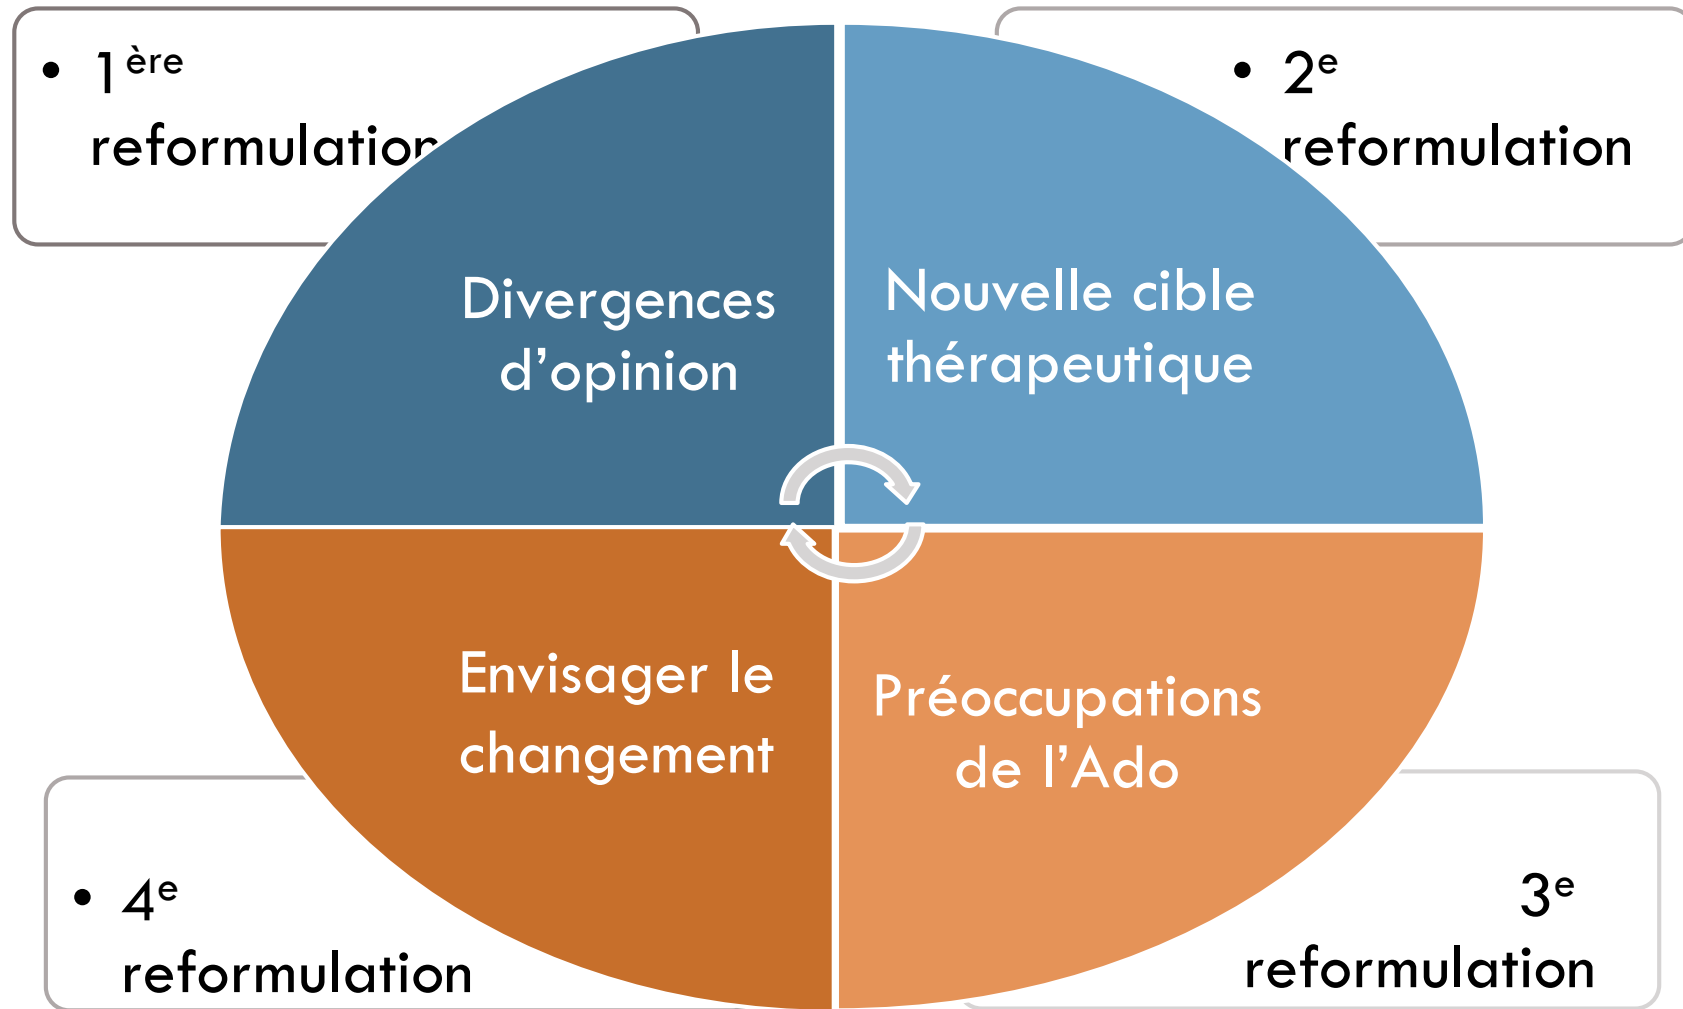 • 1ère
reformulation
• 2e
reformulation
Divergences
d’opinion
Nouvelle cible
thérapeutique
Envisager le
changement
Préoccupations
de l’Ado
• 4e
reformulation
3e
reformulation